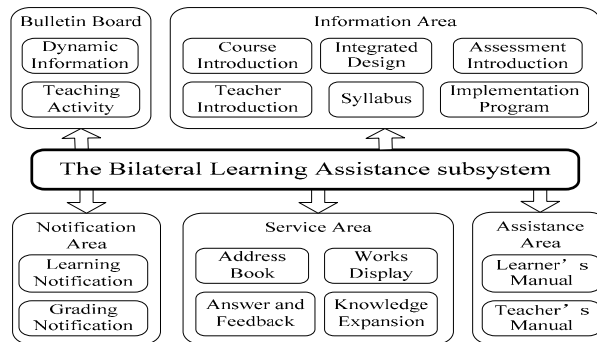 Bulletin Board
Dynamic
Information
Teaching
Activity
Information Area
Course
Introduction
Integrated
Design
Assessment
Introduction
Teacher
Introduction
Syllabus
Implementation
Program
The Bilateral Learning Assistance subsystem
Notification
Area
Learning
Notification
Grading
Notification
Service Area
Address
Book
Works
Display
Answer and
Feedback
Knowledge
Expansion
Assistance
Area
Learner’s
Manual
Teacher’s
Manual